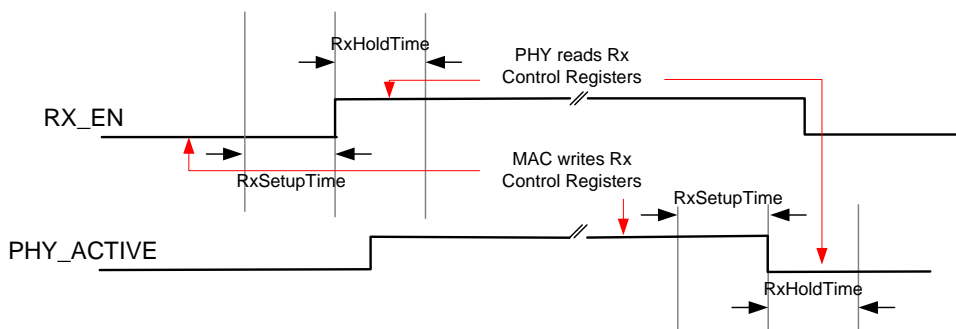 RxHoldTime
PHY reads Rx
Control Registers
RX_EN
RxSetupTime
MAC writes Rx
Control Registers
RxSetupTime
PHY_ACTIVE
RxHoldTime